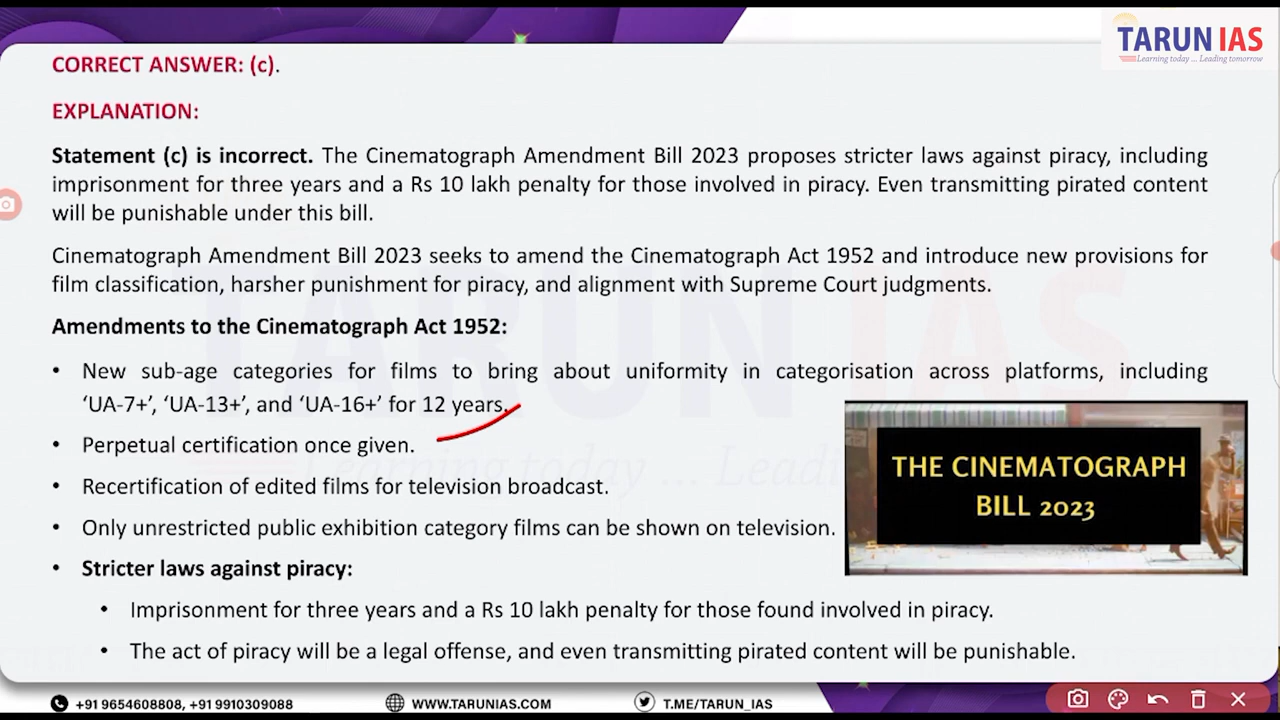 TARUN IAS
Learning today ... Leading tomorrow
CORRECT ANSWER: (c).
EXPLANATION:
Statement (c) is incorrect. The Cinematograph Amendment Bill 2023 proposes stricter laws against piracy, including
imprisonment for three years and a Rs 10 lakh penalty for those involved in piracy. Even transmitting pirated content
will be punishable under this bill.
Cinematograph Amendment Bill 2023 seeks to amend the Cinematograph Act 1952 and introduce new provisions for
film classification, harsher punishment for piracy, and alignment with Supreme Court judgments.
Amendments to the Cinematograph Act 1952:
• New sub-age categories for films to bring about uniformity in categorisation across platforms, including
‘UA-7+’, ‘UA-13+’, and ‘UA-16+’ for 12 years.
• Perpetual certification once given.
• Recertification of edited films for television broadcast.
• Only unrestricted public exhibition category films can be shown on television.
THE CINEMATOGRAPH
BILL 2023
• Stricter laws against piracy:
• Imprisonment for three years and a Rs 10 lakh penalty for those found involved in piracy.
• The act of piracy will be a legal offense, and even transmitting pirated content will be punishable.
+91 9654608808, +91 9910309088
WWW.TARUNIAS.COM
T.ME/TARUN_IAS